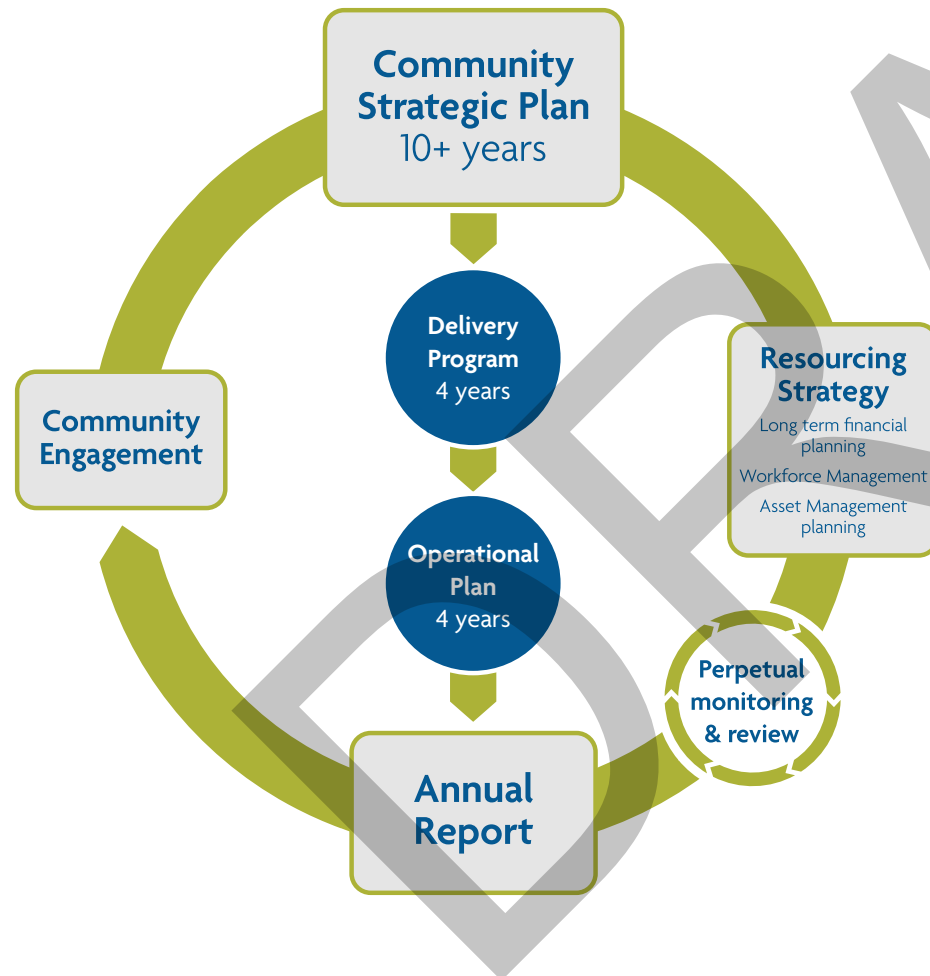 Community
Strategic Plan
10+ years
Delivery
Program
4 years
Resourcing
Strategy
Long term financial
planning
Workforce Management
Asset Management
planning
Community
Engagement
Operational
Plan
4 years
Perpetual
monitoring
& review
Annual
Report